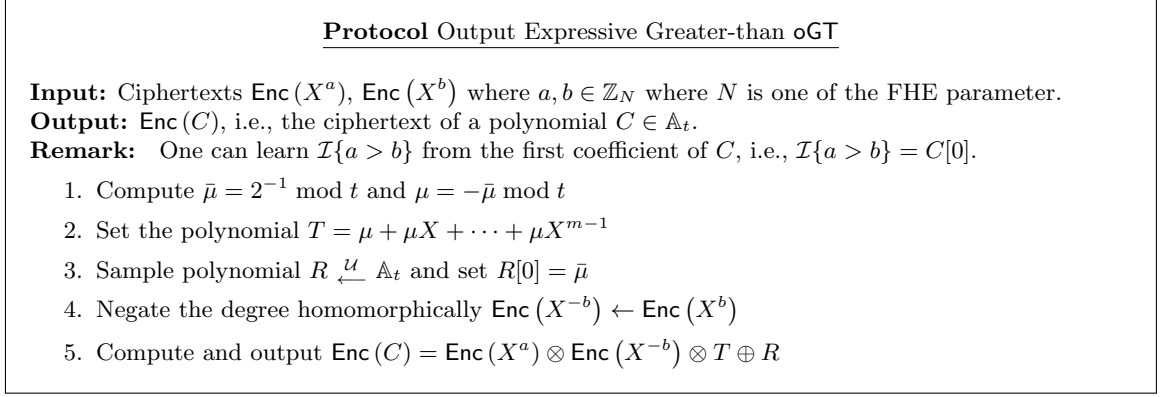 Protocol Output Expressive Greater-than oGT
Input: Ciphertexts Enc (X^a), Enc (X^b) where a, b ∈ ℤ_N where N is one of the FHE parameter.
Output: Enc (C), i.e., the ciphertext of a polynomial C ∈ 𝔸_t.
Remark: One can learn ℐ{a > b} from the first coefficient of C, i.e., ℐ{a > b} = C[0].
1. Compute μ̄ = 2^{-1} mod t and μ = −μ̄ mod t
2. Set the polynomial T = μ + μX + ⋯ + μX^{m−1}
3. Sample polynomial R \xleftarrow{𝒰} 𝔸_t and set R[0] = μ̄
4. Negate the degree homomorphically Enc (X^{−b}) ← Enc (X^b)
5. Compute and output Enc (C) = Enc (X^a) ⊗ Enc (X^{−b}) ⊗ T ⊕ R